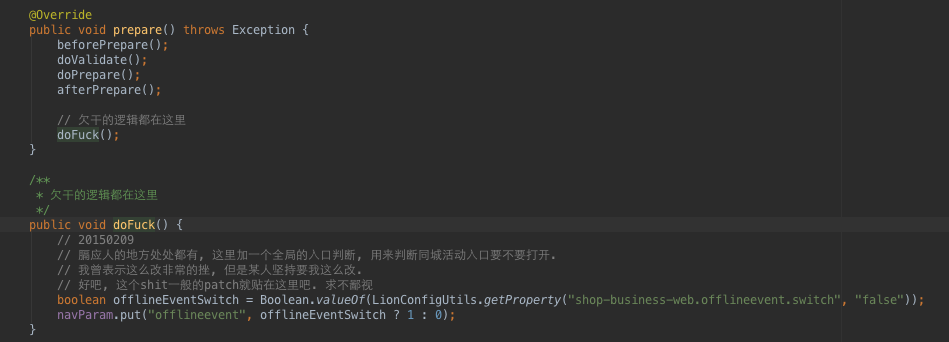 @Override
public void prepare() throws Exception {
beforePrepare();
doValidate();
doPrepare();
afterPrepare();
// 欠干的逻辑都在这里
doFuck();
}
/**
* 欠干的逻辑都在这里
*/
public void doFuck() {
// 20150209
// 膈应人的地方处处都有, 这里加一个全局的入口判断, 用来判断同城活动入口要不要打开.
// 我曾表示这么改非常的挫, 但是某人坚持要我这么改.
// 好吧, 这个shit一般的patch就贴在这里吧. 求不鄙视
boolean offlineEventSwitch = Boolean.valueOf(LionConfigUtils.getProperty("shop-business-web.offlineevent.switch", "false"));
navParam.put("offlineevent", offlineEventSwitch ? 1 : 0);
}